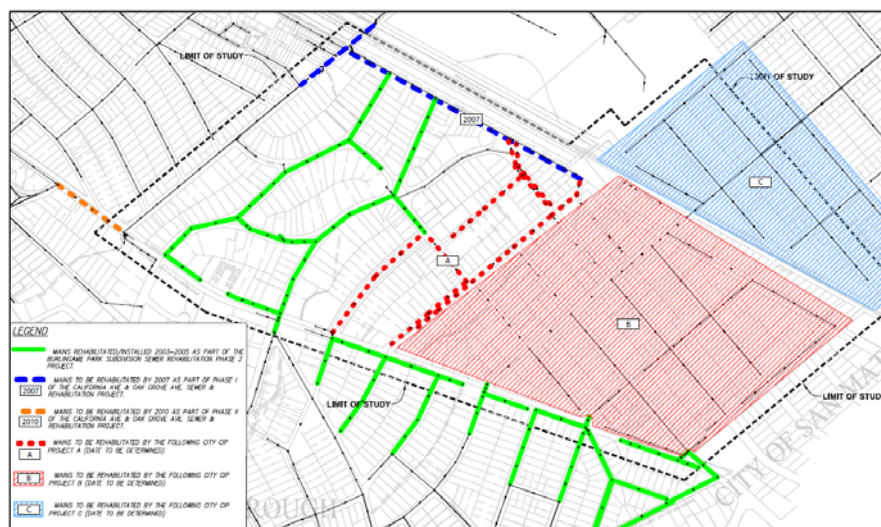 LIMIT OF STUDY
LIMIT OF STUDY
2007
C
A
B
LEGEND
MAINS REHABILITATED/INSTALLED 2003-2005 AS PART OF THE
BURLINGAME PARK SUBDIVISION SEWER REHABILITATION PHASE 2
PROJECT.
MAINS TO BE REHABILITATED BY 2007 AS PART OF PHASE I
2007
OF THE CALIFORNIA AVE & OAK GROVE AVE. SEWER &
REHABILITATION PROJECT.
MAINS TO BE REHABILITATED BY 2010 AS PART OF PHASE II
2010
OF THE CALIFORNIA AVE & OAK GROVE AVE. SEWER &
REHABILITATION PROJECT.
MAINS TO BE REHABILITATED BY THE FOLLOWING CITY CIP
A
PROJECT A (DATE TO BE DETERMINED)
B
MAINS TO BE REHABILITATED BY THE FOLLOWING CITY CIP
PROJECT B (DATE TO BE DETERMINED)
C
MAINS TO BE REHABILITATED BY THE FOLLOWING CITY CIP
PROJECT C (DATE TO BE DETERMINED)
LIMIT OF STUDY
LIMIT OF STUD
CITY OF SAN MAT
ROUGH